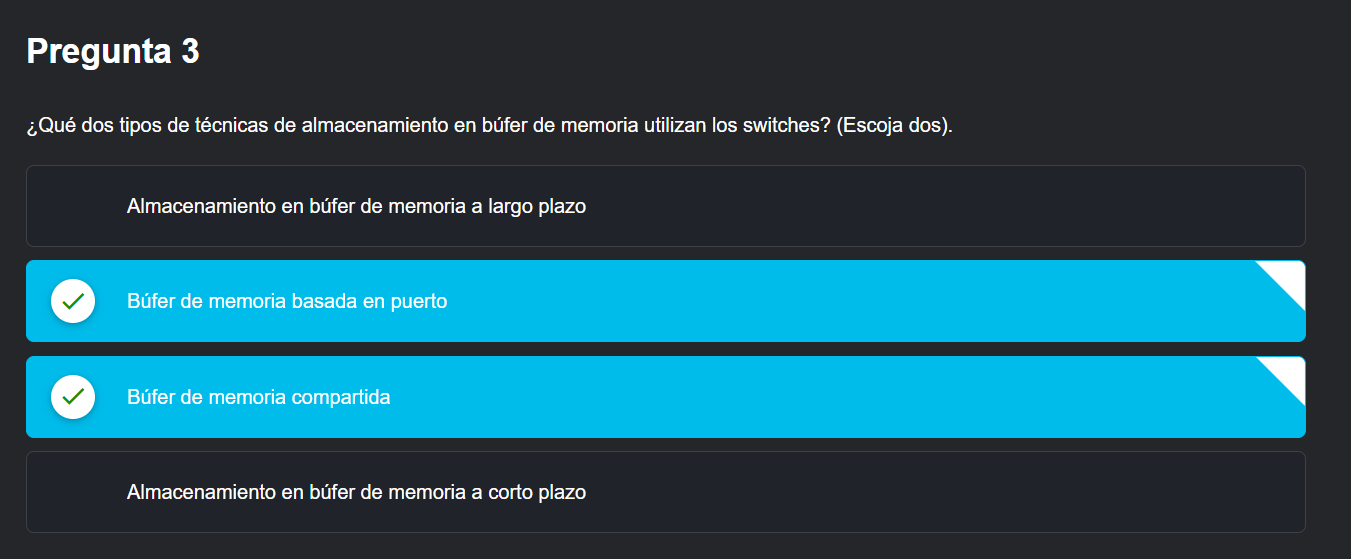 Pregunta 3
¿Qué dos tipos de técnicas de almacenamiento en búfer de memoria utilizan los switches? (Escoja dos).
Almacenamiento en búfer de memoria a largo plazo
Búfer de memoria basada en puerto
Búfer de memoria compartida
Almacenamiento en búfer de memoria a corto plazo